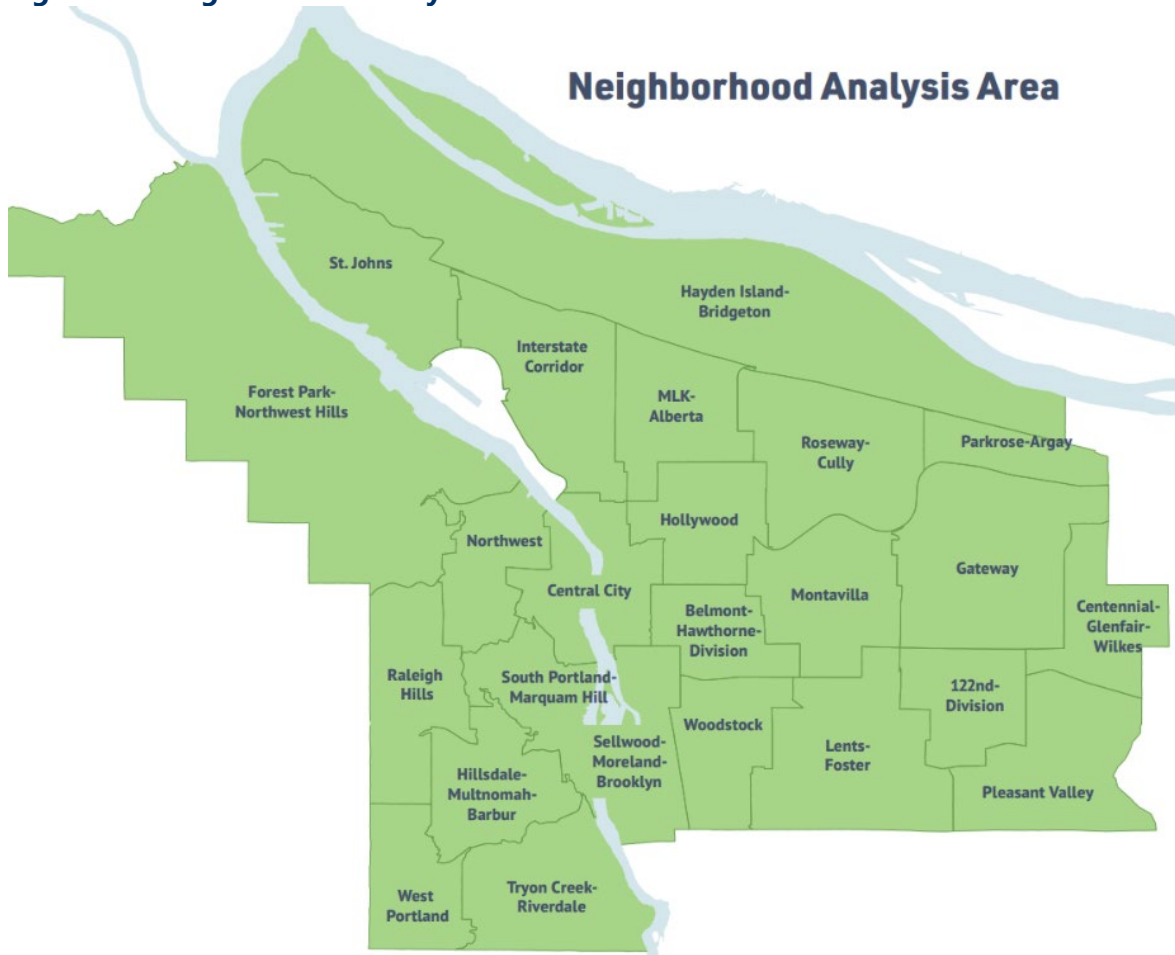 Neighborhood Analysis Area
St. Johns
Hayden Island-
Bridgeton
Interstate
Corridor
Forest Park-
Northwest Hills
MLK-
Alberta
Roseway-
Cully
Parkrose-Argay
Hollywood
Northwest
Gateway
Central City
Montavilla
Belmont-
Hawthorne-
Division
Centennial-
Glenfair-
Wilkes
Raleigh
Hills
South Portland-
Marquam Hill
122nd-
Division
Woodstock
Sellwood-
Moreland-
Brooklyn
Lents-
Foster
Hillsdale-
Multnomah-
Barbur
Pleasant Valley
West
Portland
Tryon Creek-
Riverdale